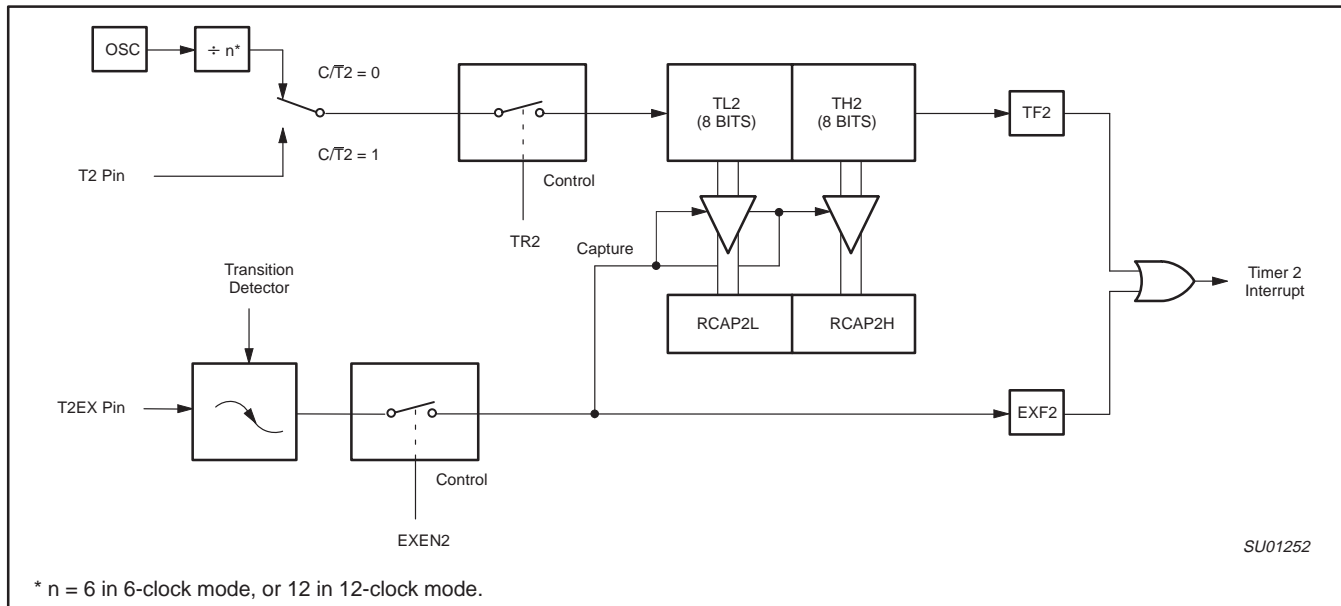 OSC
÷ n*
C/T̅2 = 0
C/T̅2 = 1
T2 Pin
Control
TR2
TL2
(8 BITS)
TH2
(8 BITS)
TF2
Capture
Transition
Detector
RCAP2L
RCAP2H
Timer 2
Interrupt
T2EX Pin
EXF2
Control
EXEN2
SU01252
* n = 6 in 6-clock mode, or 12 in 12-clock mode.